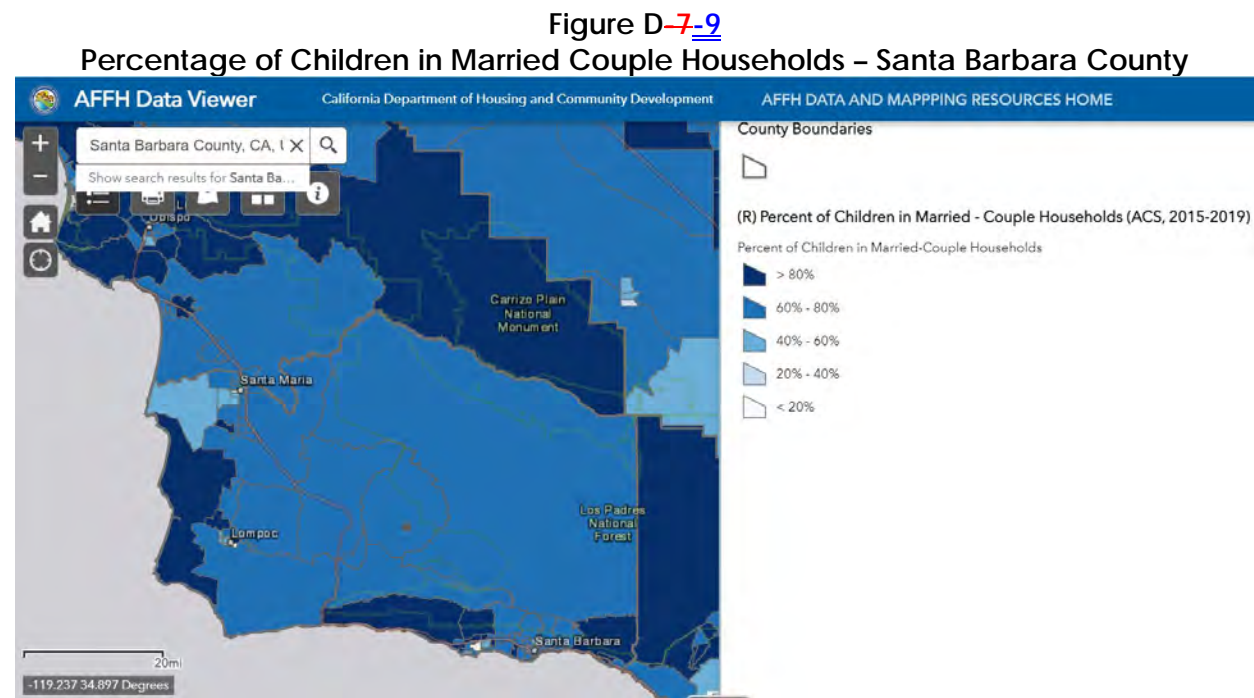 Figure D-7-9
Percentage of Children in Married Couple Households – Santa Barbara County
AFFH Data Viewer
California Department of Housing and Community Development
AFFH DATA AND MAPPPING RESOURCES HOME
+
−
Santa Barbara County, CA, U
Show search results for Santa Ba...
Obispo
Carrizo Plain
National
Monument
Santa Maria
Los Padres
National
Forest
Lompoc
Santa Barbara
20mi
-119.237 34.897 Degrees
County Boundaries
(R) Percent of Children in Married - Couple Households (ACS, 2015-2019)
Percent of Children in Married-Couple Households
> 80%
60% - 80%
40% - 60%
20% - 40%
< 20%